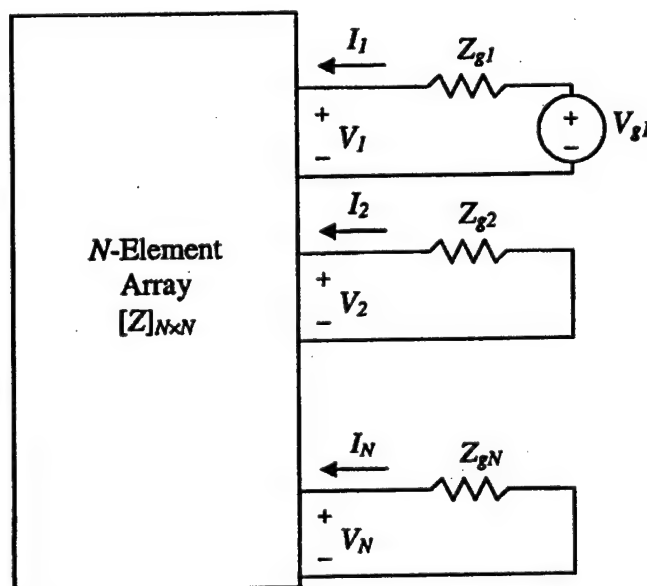 I1
Zg1
+
V1
−
+
−
Vg1
I2
Zg2
+
V2
−
N-Element
Array
[Z]N×N
IN
ZgN
+
VN
−